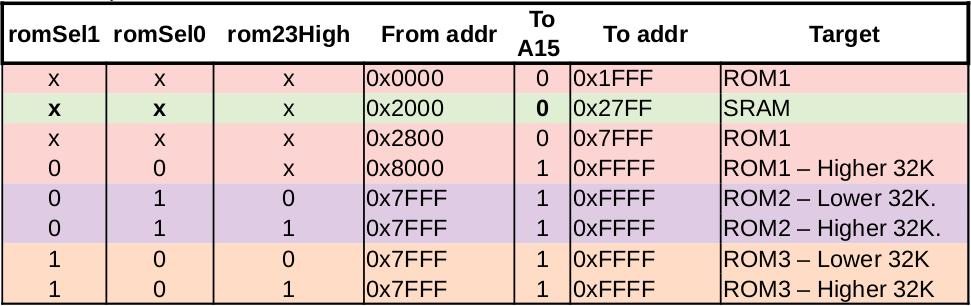 romSel1 romSel0 rom23High From addr To A15 To addr Target
x x x 0x0000 0 0x1FFF ROM1
x x x 0x2000 0 0x27FF SRAM
x x x 0x2800 0 0x7FFF ROM1
0 0 x 0x8000 1 0xFFFF ROM1 – Higher 32K
0 1 0 0x7FFF 1 0xFFFF ROM2 – Lower 32K.
0 1 1 0x7FFF 1 0xFFFF ROM2 – Higher 32K.
1 0 0 0x7FFF 1 0xFFFF ROM3 – Lower 32K
1 0 1 0x7FFF 1 0xFFFF ROM3 – Higher 32K